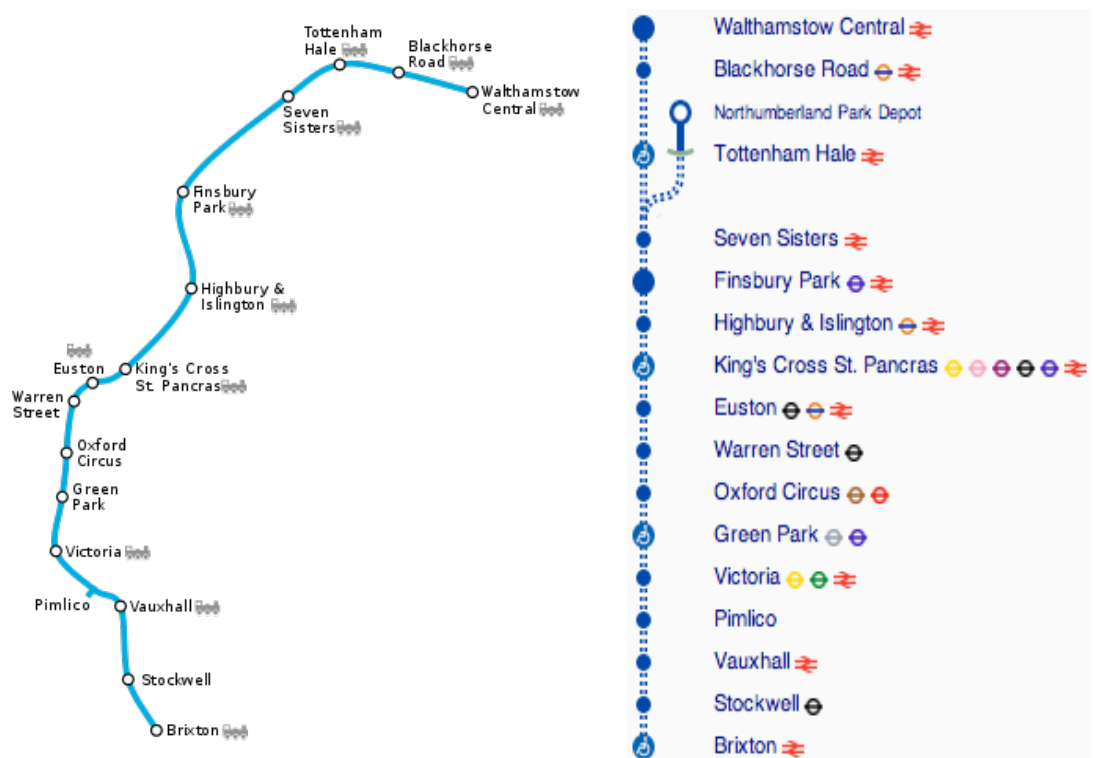 Tottenham
Hale
Blackhorse
Road
Walthamstow
Central
Seven
Sisters
Finsbury
Park
Highbury &
Islington
Euston
King's Cross
St. Pancras
Warren
Street
Oxford
Circus
Green
Park
Victoria
Pimlico
Vauxhall
Stockwell
Brixton
Walthamstow Central
Blackhorse Road
Northumberland Park Depot
Tottenham Hale
Seven Sisters
Finsbury Park
Highbury & Islington
King's Cross St. Pancras
Euston
Warren Street
Oxford Circus
Green Park
Victoria
Pimlico
Vauxhall
Stockwell
Brixton